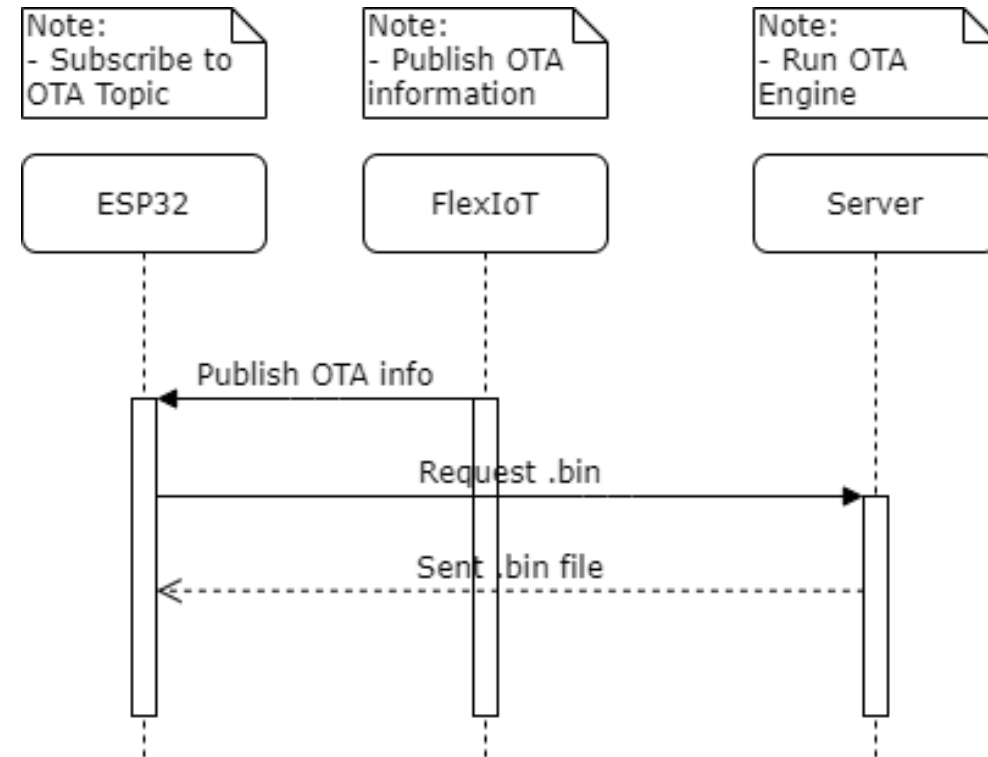 Note:
- Subscribe to
OTA Topic
Note:
- Publish OTA
information
Note:
- Run OTA
Engine
ESP32
FlexIoT
Server
Publish OTA info
Request .bin
Sent .bin file